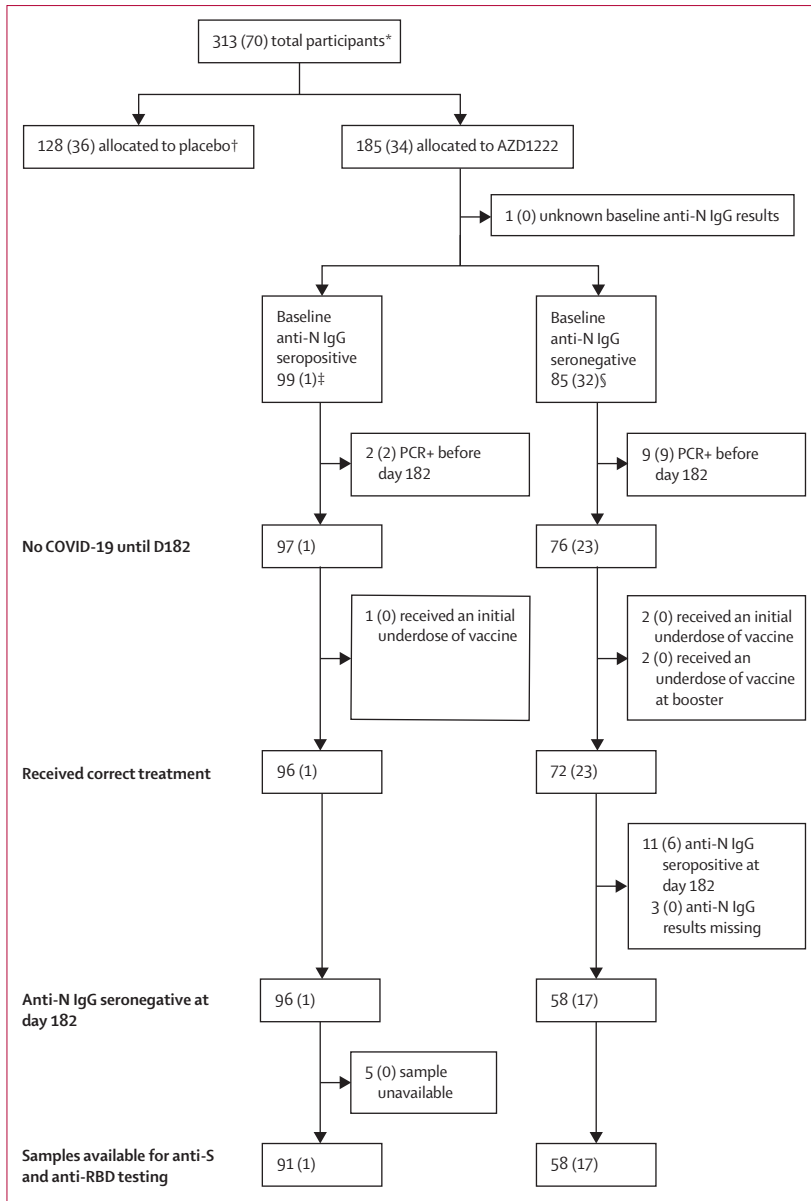 313 (70) total participants*
128 (36) allocated to placebo†
185 (34) allocated to AZD1222
1 (0) unknown baseline anti-N IgG results
Baseline
anti-N IgG
seropositive
99 (1)‡
Baseline
anti-N IgG
seronegative
85 (32)§
2 (2) PCR+ before
day 182
9 (9) PCR+ before
day 182
No COVID-19 until D182
97 (1)
76 (23)
1 (0) received an initial
underdose of vaccine
2 (0) received an initial
underdose of vaccine
2 (0) received an
underdose of vaccine
at booster
Received correct treatment
96 (1)
72 (23)
11 (6) anti-N IgG
seropositive at
day 182
3 (0) anti-N IgG
results missing
Anti-N IgG seronegative at
day 182
96 (1)
58 (17)
5 (0) sample
unavailable
Samples available for anti-S
and anti-RBD testing
91 (1)
58 (17)